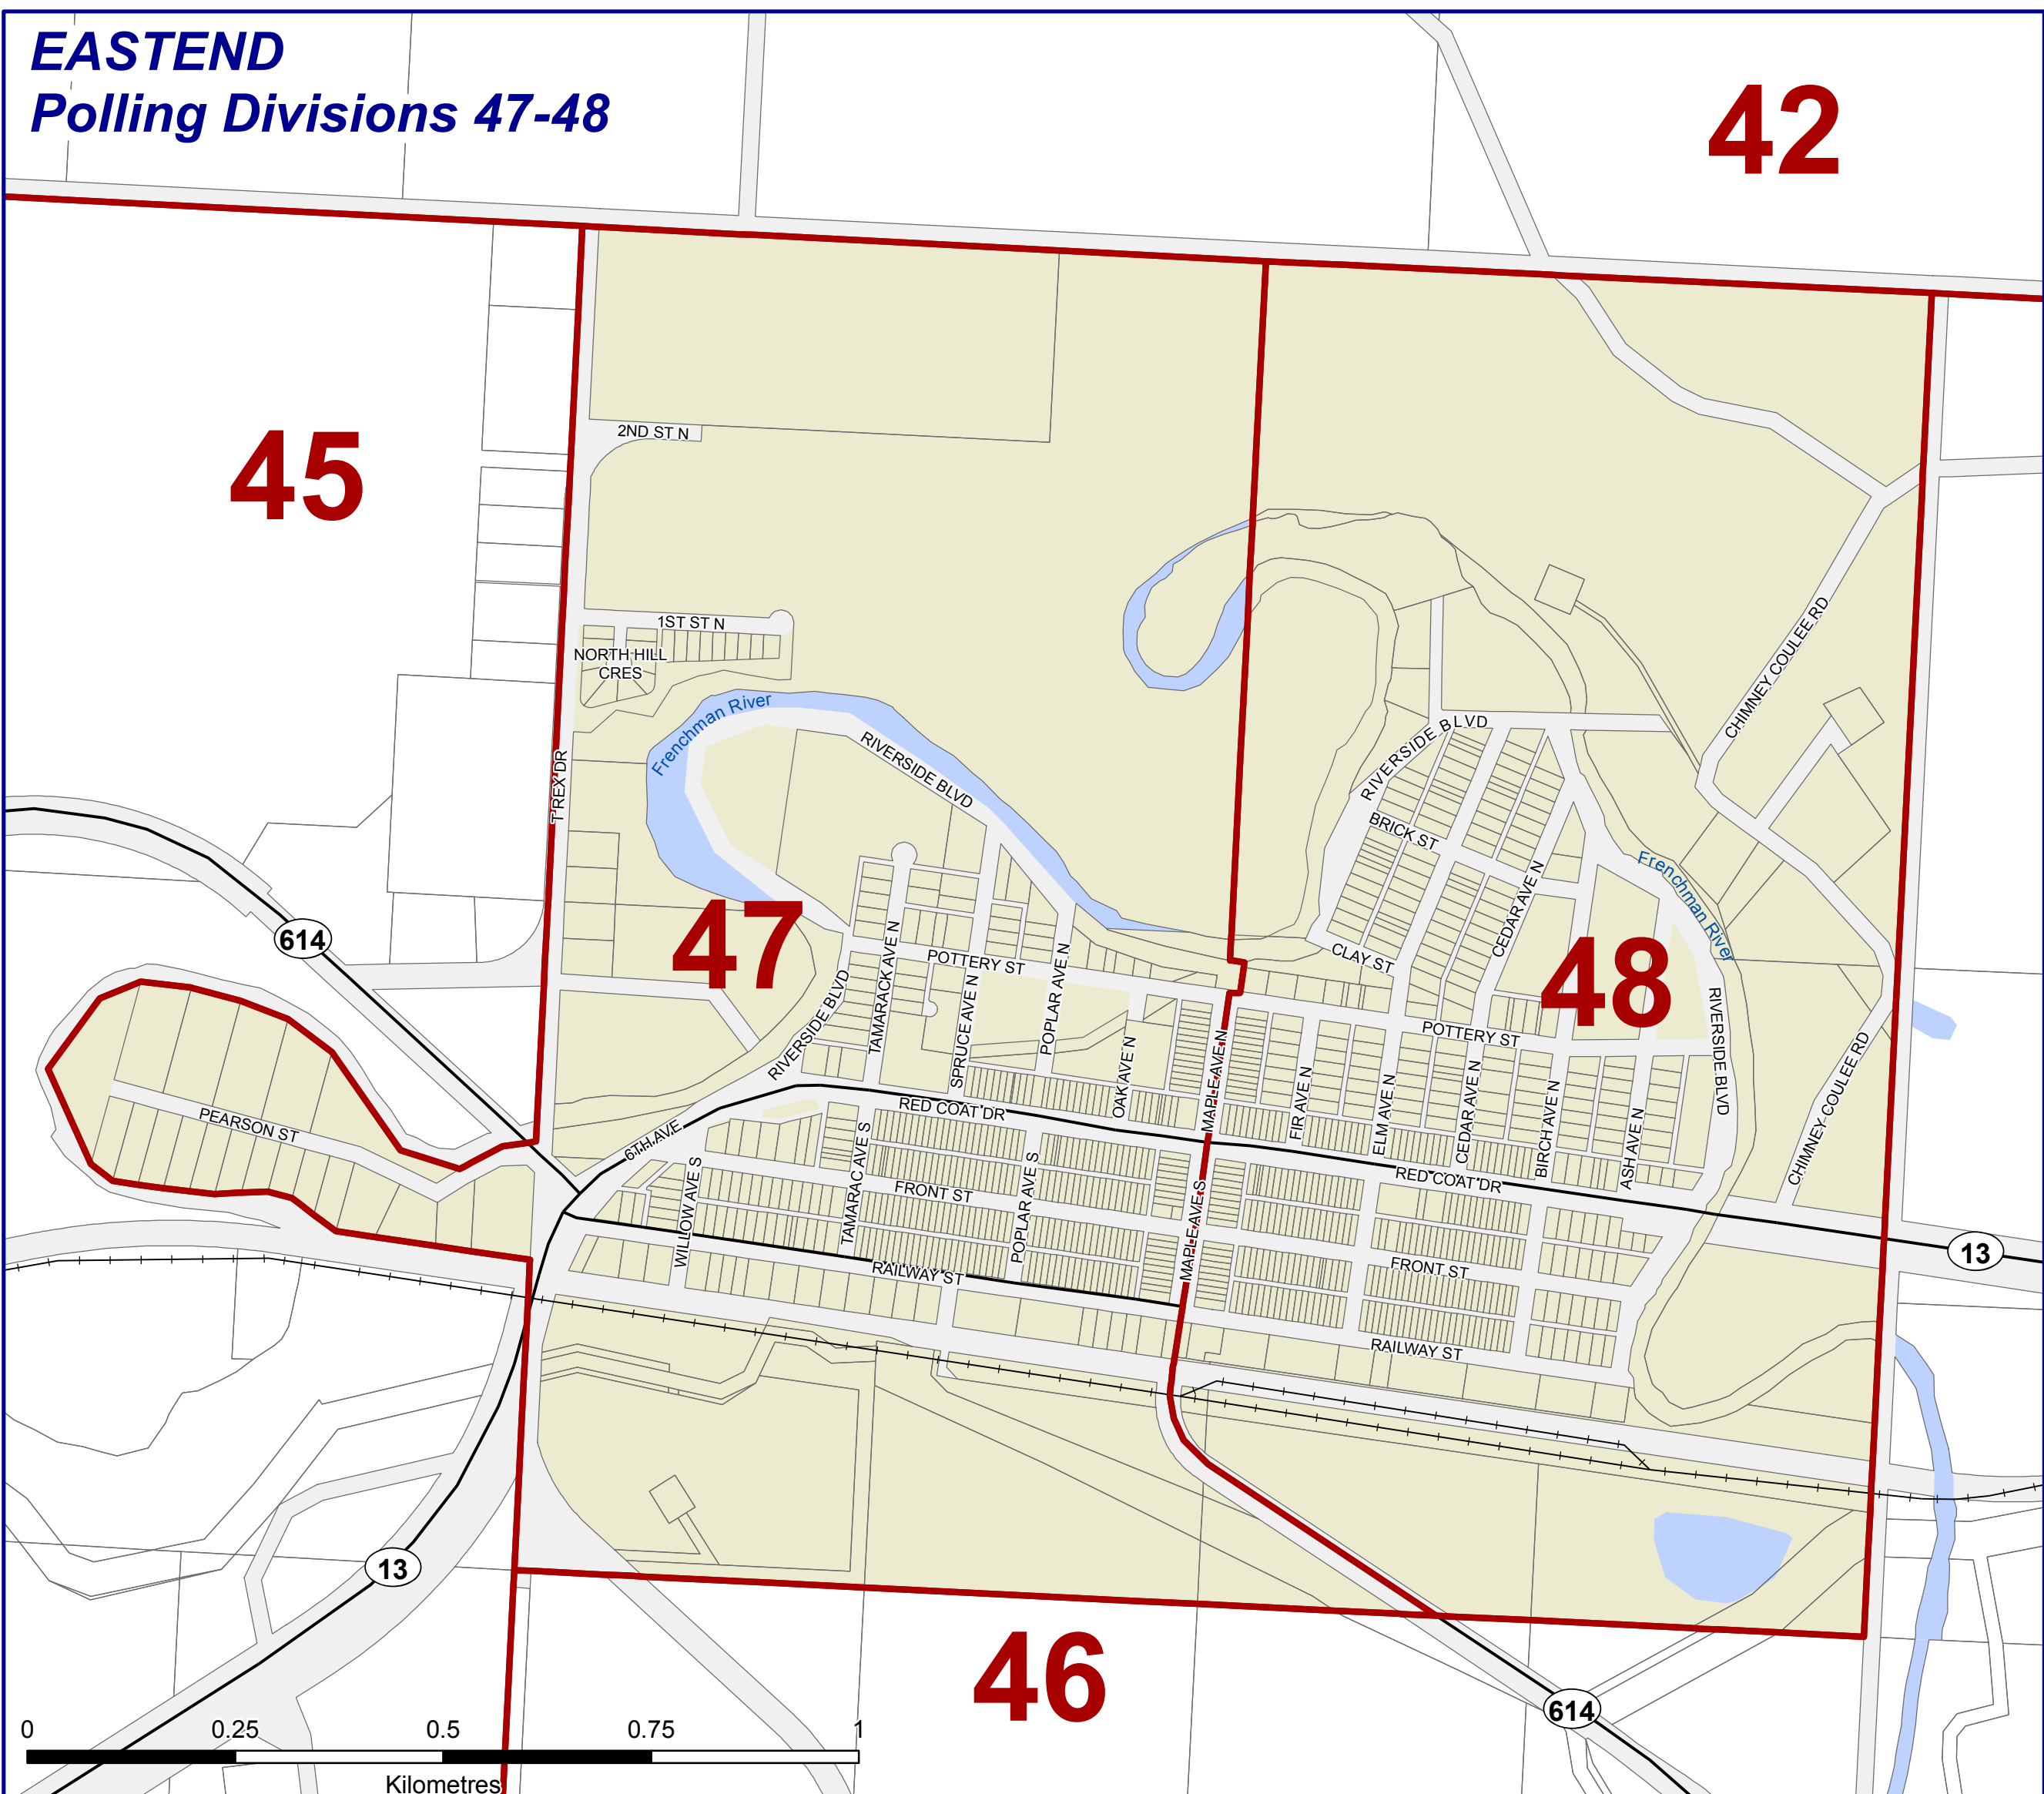 EASTEND
Polling Divisions 47-48
42
45
2ND ST N
1ST ST N
NORTH HILL
CRES
Frenchman River
RIVERSIDE BLVD
T REX DR
RIVERSIDE BLVD
CHIMNEY COULEE RD
BRICK ST
CEDAR AVE N
Frenchman River
614
47
48
POTTERY ST
CLAY ST
TAMARACK AVE N
SPRUCE AVE N
POPLAR AVE N
RIVERSIDE BLVD
OAK AVE N
MAPLE AVE N
POTTERY ST
FIR AVE N
ELM AVE N
CEDAR AVE N
BIRCH AVE N
ASH AVE N
RIVERSIDE BLVD
CHIMNEY COULEE RD
PEARSON ST
6TH AVE
RED COAT DR
RED COAT DR
WILLOW AVE S
TAMARAC AVE S
FRONT ST
POPLAR AVE S
MAPLE AVE S
FRONT ST
13
RAILWAY ST
RAILWAY ST
13
46
614
0 0.25 0.5 0.75 1
Kilometres